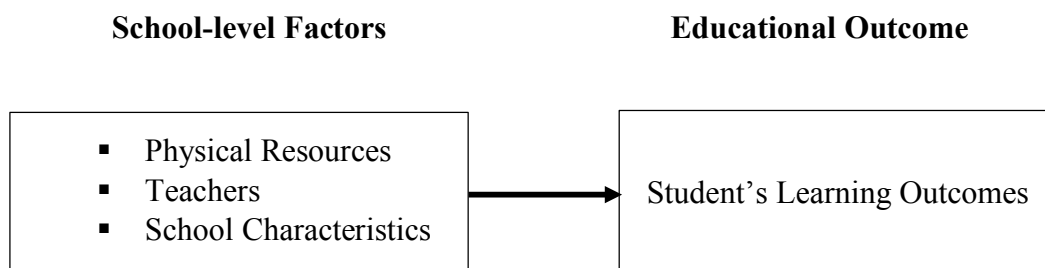 School-level Factors
Educational Outcome
▪ Physical Resources
▪ Teachers
▪ School Characteristics
Student’s Learning Outcomes